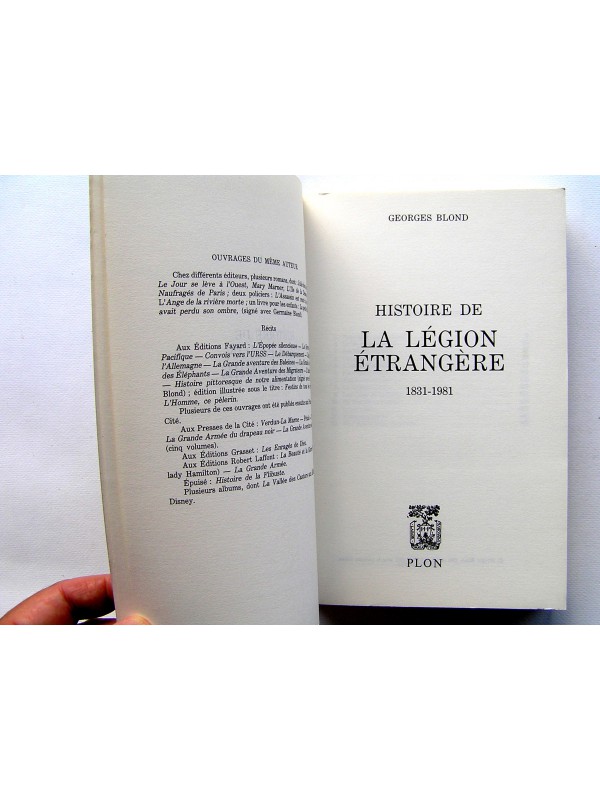 OUVRAGES DU MÊME AUTEUR
Chez différents éditeurs, plusieurs romans, dont :
Le Jour se lève à l'Ouest, Mary Marner, L'Ile de la
Naufragés de Paris ; deux policiers : L'Assassin est
L'Ange de la rivière morte ; un livre pour les enfants :
avait perdu son ombre, (signé avec Germaine Blond).
Récits
Aux Éditions Fayard : L'Épopée silencieuse —
Pacifique — Convois vers l'URSS — Le Débarquement —
l'Allemagne — La Grande aventure des Baleines —
des Éléphants — La Grande Aventure des Migrateurs —
— Histoire pittoresque de notre alimentation (signé
Blond) ; édition illustrée sous le titre : Festins de tous
L'Homme, ce pèlerin.
Plusieurs de ces ouvrages ont été publiés ensuite
Cité.
Aux Presses de la Cité : Verdun-La Marne —
La Grande Armée du drapeau noir — La Grande
(cinq volumes).
Aux Éditions Grasset : Les Enragés de Dieu.
Aux Éditions Robert Laffont : La Beauté et la
lady Hamilton) — La Grande Armée.
Épuisé : Histoire de la Flibuste.
Plusieurs albums, dont La Vallée des Castors
Disney.
GEORGES BLOND
HISTOIRE DE
LA LÉGION
ÉTRANGÈRE
1831-1981
PLON